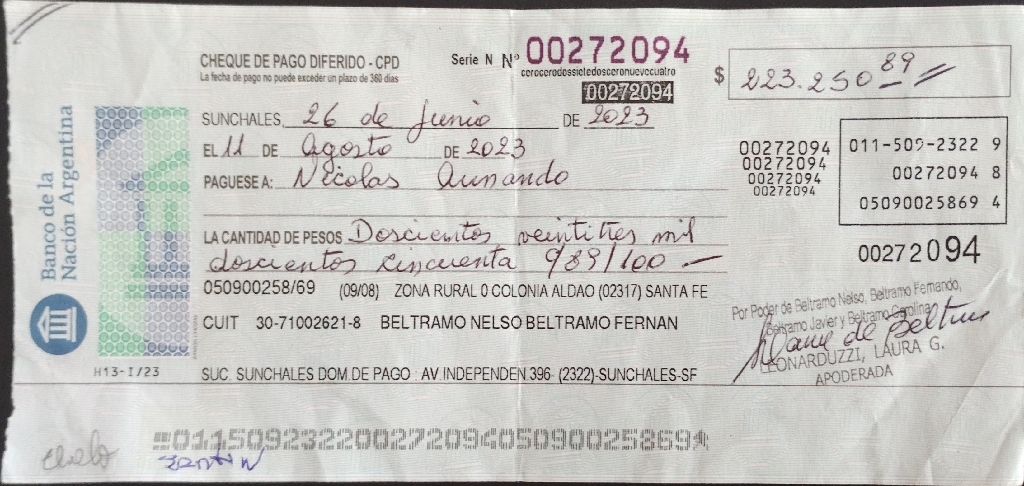 CHEQUE DE PAGO DIFERIDO - CPD
La fecha de pago no puede exceder un plazo de 360 días
Serie N Nº 00272094
cerocerodossietedosceronuevecuatro
00272094
$ 223.250 89
SUNCHALES, 26 de Junio DE 2023
EL 11 DE Agosto DE 2023
PAGUESE A: Nicolas
LA CANTIDAD DE PESOS Doscientos veintitres mil
doscientos cincuenta 9/89/100 —
050900258/69 (09/08) ZONA RURAL 0 COLONIA ALDAO (02317) SANTA FE
CUIT 30-71002621-8 BELTRAMO NELSO BELTRAMO FERNAN
SUC. SUNCHALES DOM.DE PAGO : AV.INDEPENDEN.396- (2322)-SUNCHALES-SF
00272094
00272094
00272094
00272094
011-509-2322 9
00272094 8
05090025869 4
00272094
Por Poder de Beltramo Nelso, Beltramo Fernando,
Beltramo Javier y Beltramo Carolina
LEONARDUZZI, LAURA G.
APODERADA
Banco de la
Nación Argentina
H13-I/23
01150923220027209405090025869